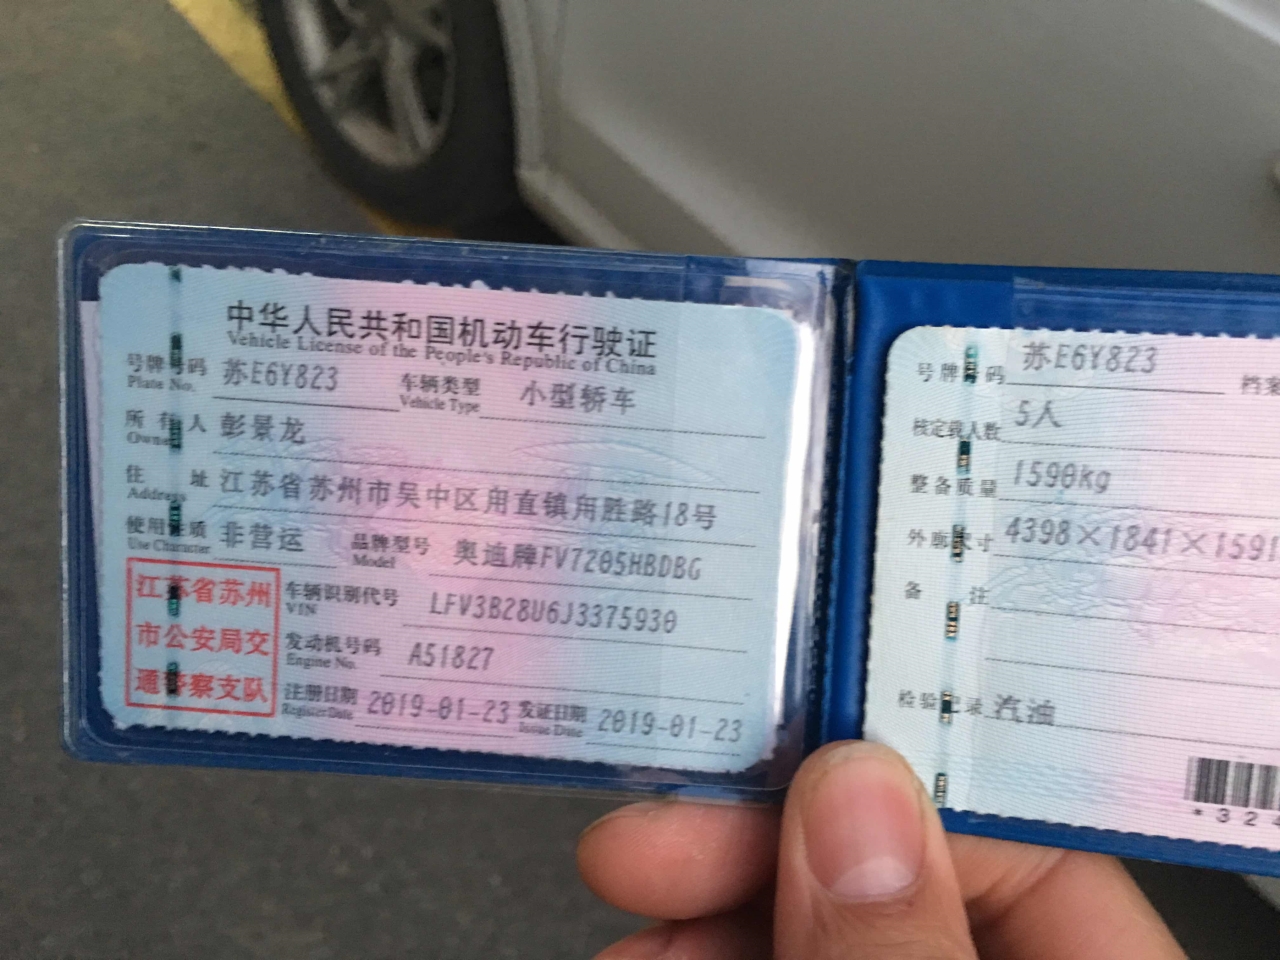 中华人民共和国机动车行驶证
Vehicle License of the People's Republic of China
号牌号码 苏E6Y823 车辆类型 小型轿车
Plate No. Vehicle Type
所有人 彭景龙
Owner
住址 江苏省苏州市吴中区甪直镇甪胜路18号
Address
使用性质 非营运 品牌型号 奥迪牌FV7205HBDBG
Use Character Model
江苏省苏州
市公安局交
通警察支队
车辆识别代号 LFV3B28U6J3375930
VIN
发动机号码 A51827
Engine No.
注册日期 2019-01-23 发证日期 2019-01-23
Register Date Issue Date
号牌号码 苏E6Y823 档案
核定载人数 5人
整备质量 1590kg
外廓尺寸 4398×1841×1591
备注
检验记录 汽油
*324